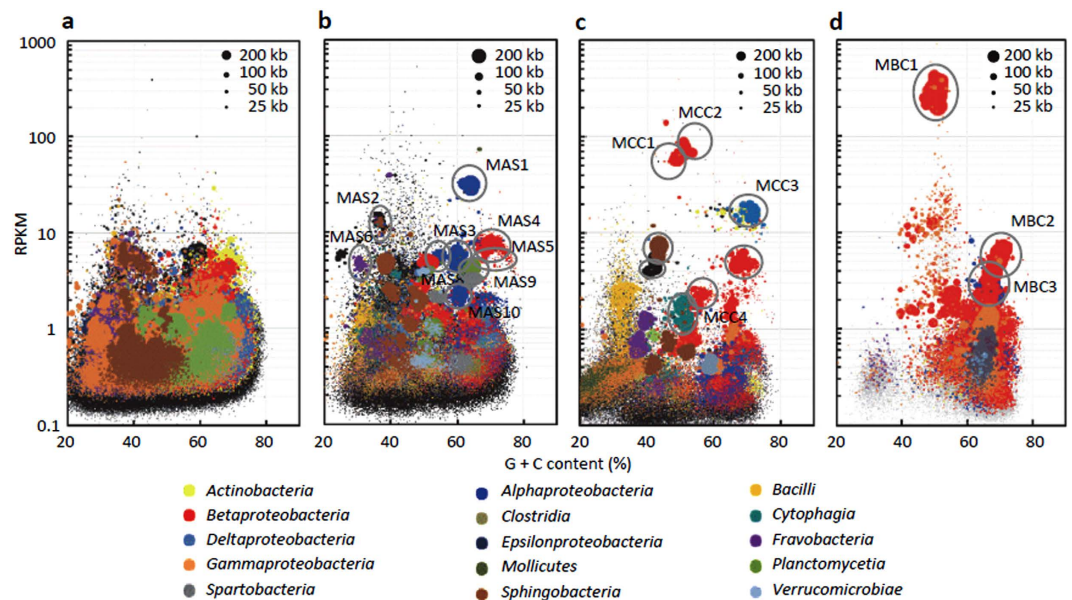 a b c d
1000 200 kb 200 kb 200 kb 200 kb
100 kb 100 kb 100 kb 100 kb
50 kb 50 kb 50 kb MBC1 50 kb
25 kb 25 kb 25 kb 25 kb
100 MCC2
MCC1
MAS1
MAS2 MCC3
RPKM
MAS6 MAS3 MAS4 MBC2
10 MAS5
MAS9 MBC3
MAS10 MCC4
1
0.1
20 40 60 80 20 40 60 80 20 40 60 80 20 40 60 80
G + C content (%)
Actinobacteria Alphaproteobacteria Bacilli
Betaproteobacteria Clostridia Cytophagia
Deltaproteobacteria Epsilonproteobacteria Fravobacteria
Gammaproteobacteria Mollicutes Planctomycetia
Spartobacteria Sphingobacteria Verrucomicrobiae